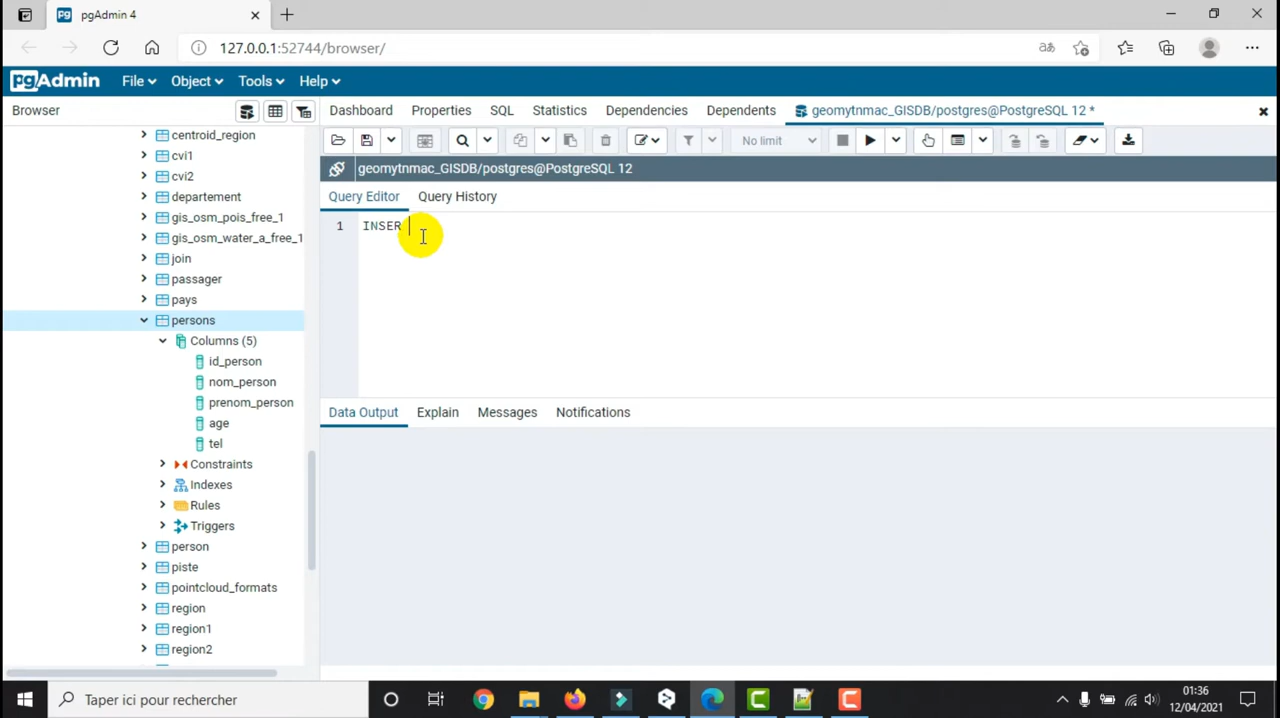 pgAdmin 4
127.0.0.1:52744/browser/
pgAdmin File Object Tools Help
Browser
Dashboard Properties SQL Statistics Dependencies Dependents geomytnmac_GISDB/postgres@PostgreSQL 12 *
No limit
geomytnmac_GISDB/postgres@PostgreSQL 12
Query Editor Query History
1 INSER
centroid_region
cvi1
cvi2
departement
gis_osm_pois_free_1
gis_osm_water_a_free_1
join
passager
pays
persons
Columns (5)
id_person
nom_person
prenom_person
age
tel
Constraints
Indexes
Rules
Triggers
person
piste
pointcloud_formats
region
region1
region2
Data Output Explain Messages Notifications
Taper ici pour rechercher
01:36
12/04/2021